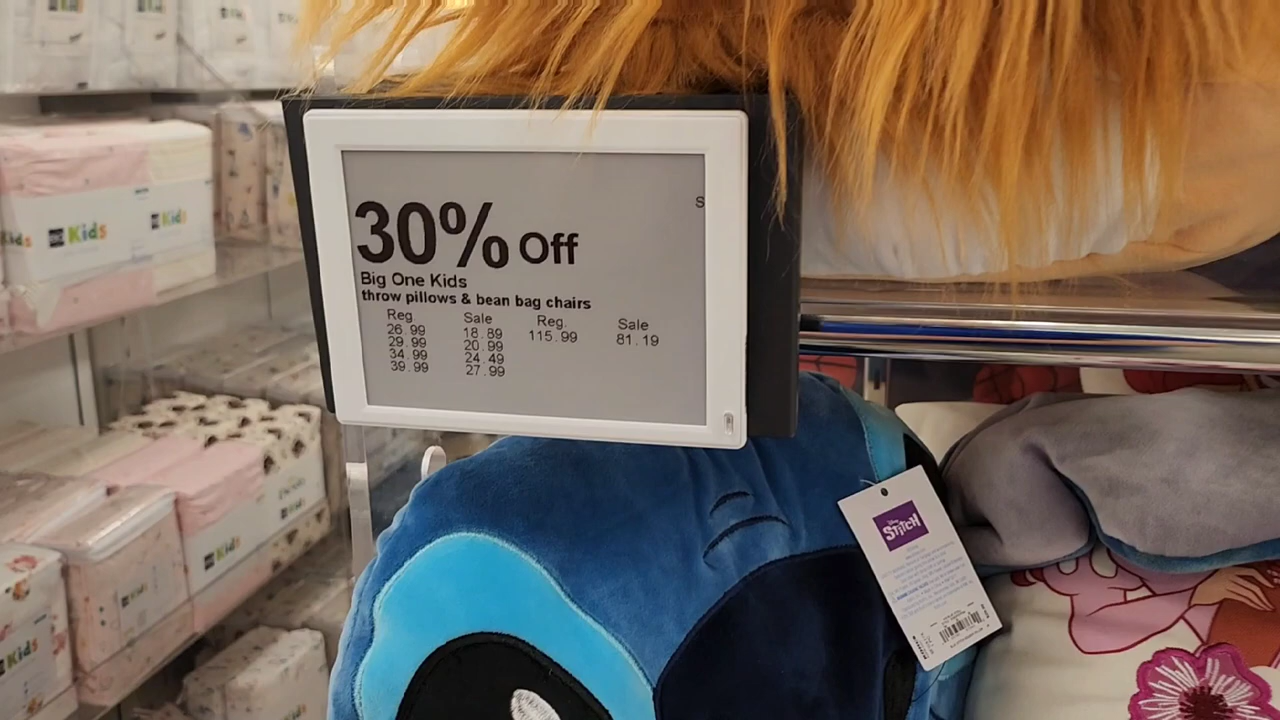 S
30% Off
Big One Kids
throw pillows & bean bag chairs
Reg. Sale Reg. Sale
26.99 18.89 115.99 81.19
29.99 20.99
34.99 24.49
39.99 27.99
Kids
Kids
Kids
Kids
Disney
STITCH